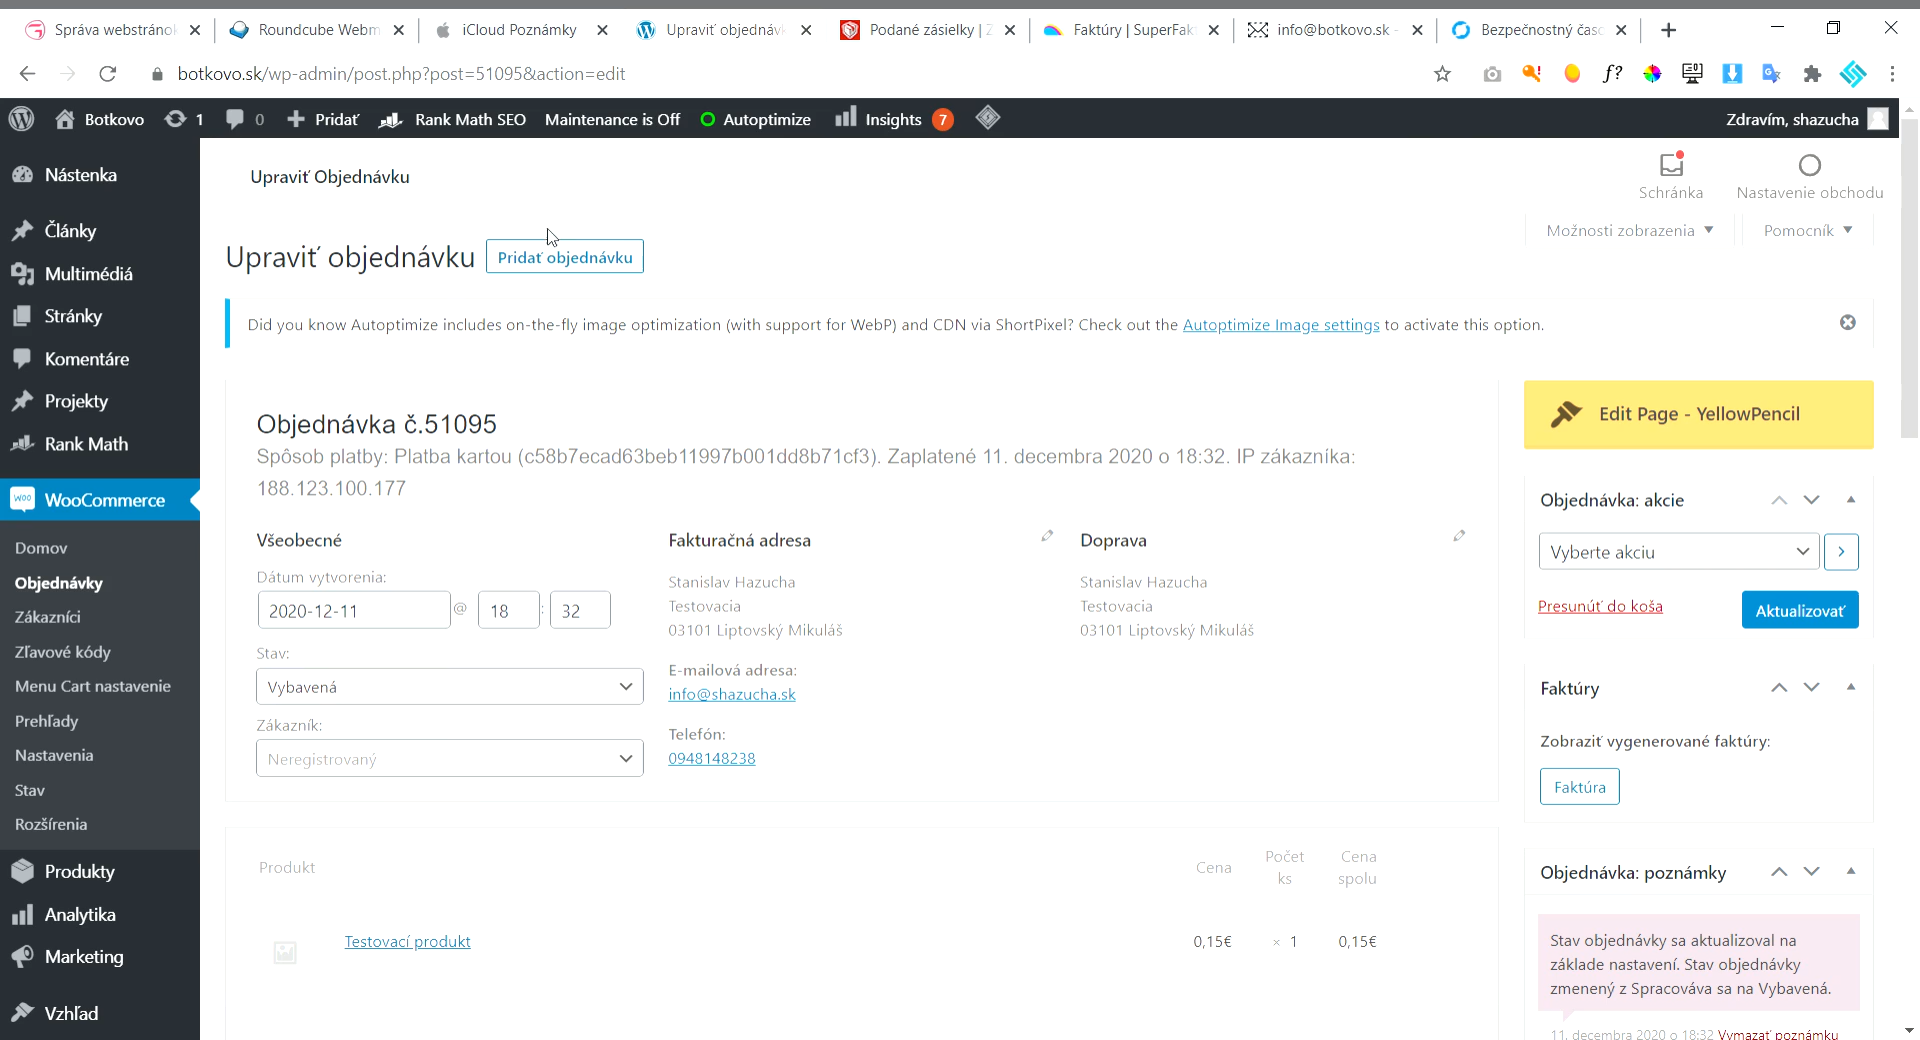 Správa webstránok
Roundcube Webm
iCloud Poznámky
Upraviť objednávk
Podané zásielky | Z
Faktúry | SuperFak
info@botkovo.sk -
Bezpečnostný časo
botkovo.sk/wp-admin/post.php?post=51095&action=edit
f?
Botkovo
1
0
Pridať
Rank Math SEO
Maintenance is Off
Autoptimize
Insights
7
Zdravím, shazucha
Nástenka
Články
Multimédiá
Stránky
Komentáre
Projekty
Rank Math
WOO
WooCommerce
Domov
Objednávky
Zákazníci
Zľavové kódy
Menu Cart nastavenie
Prehľady
Nastavenia
Stav
Rozšírenia
Produkty
Analytika
Marketing
Vzhľad
Upraviť Objednávku
Schránka
Nastavenie obchodu
Možnosti zobrazenia
Pomocník
Upraviť objednávku
Pridať objednávku
Did you know Autoptimize includes on-the-fly image optimization (with support for WebP) and CDN via ShortPixel? Check out the Autoptimize Image settings to activate this option.
Objednávka č.51095
Spôsob platby: Platba kartou (c58b7ecad63beb11997b001dd8b71cf3). Zaplatené 11. decembra 2020 o 18:32. IP zákazníka:
188.123.100.177
Všeobecné
Dátum vytvorenia:
2020-12-11 @ 18 : 32
Stav:
Vybavená
Zákazník:
Neregistrovaný
Fakturačná adresa
Stanislav Hazucha
Testovacia
03101 Liptovský Mikuláš
E-mailová adresa:
info@shazucha.sk
Telefón:
0948148238
Doprava
Stanislav Hazucha
Testovacia
03101 Liptovský Mikuláš
Produkt
Cena
Počet
ks
Cena
spolu
Testovací produkt
0,15€
× 1
0,15€
Edit Page - YellowPencil
Objednávka: akcie
Vyberte akciu
Presunúť do koša
Aktualizovať
Faktúry
Zobraziť vygenerované faktúry:
Faktúra
Objednávka: poznámky
Stav objednávky sa aktualizoval na
základe nastavení. Stav objednávky
zmenený z Spracováva sa na Vybavená.
11. decembra 2020 o 18:32 Vymazať poznámku